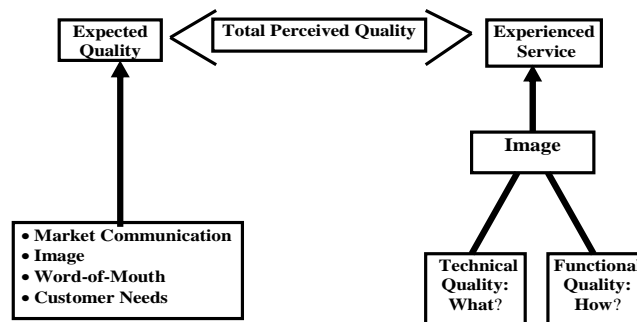 Expected
Quality
Total Perceived Quality
Experienced
Service
Image
• Market Communication
• Image
• Word-of-Mouth
• Customer Needs
Technical
Quality:
What?
Functional
Quality:
How?